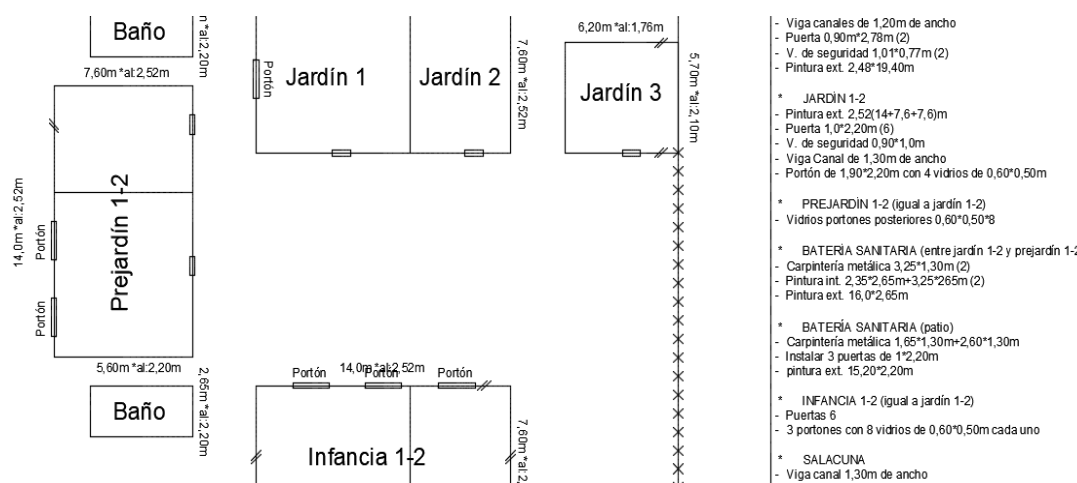 Baño
2,20m
7,60m *al:2,52m
14,0m*al:2,52m
Portón
Portón
Prejardín 1-2
5,60m *al:2,20m
2,65m *al:2,20m
Baño
Portón
Jardín 1
Jardín 2
7,60m *al:2,52m
14,0m *al:2,52m
Portón
Portón
Portón
Infancia 1-2
7,60m *al:2,
6,20m *al:1,76m
Jardín 3
5,70m *al:2,10m
- Viga canales de 1,20m de ancho
- Puerta 0,90m*2,78m (2)
- V. de seguridad 1,01*0,77m (2)
- Pintura ext. 2,48*19,40m
* JARDÍN 1-2
- Pintura ext. 2,52(14+7,6+7,6)m
- Puerta 1,0*2,20m (6)
- V. de seguridad 0,90*1,0m
- Viga Canal de 1,30m de ancho
- Portón de 1,90*2,20m con 4 vidrios de 0,60*0,50m
* PREJARDÍN 1-2 (igual a jardín 1-2)
- Vidrios portones posteriores 0,60*0,50*8
* BATERÍA SANITARIA (entre jardín 1-2 y prejardín 1-2
- Carpintería metálica 3,25*1,30m (2)
- Pintura int. 2,35*2,65m+3,25*265m (2)
- Pintura ext. 16,0*2,65m
* BATERÍA SANITARIA (patio)
- Carpintería metálica 1,65*1,30m+2,60*1,30m
- Instalar 3 puertas de 1*2,20m
- pintura ext. 15,20*2,20m
* INFANCIA 1-2 (igual a jardín 1-2)
- Puertas 6
- 3 portones con 8 vidrios de 0,60*0,50m cada uno
* SALACUNA
- Viga canal 1,30m de ancho